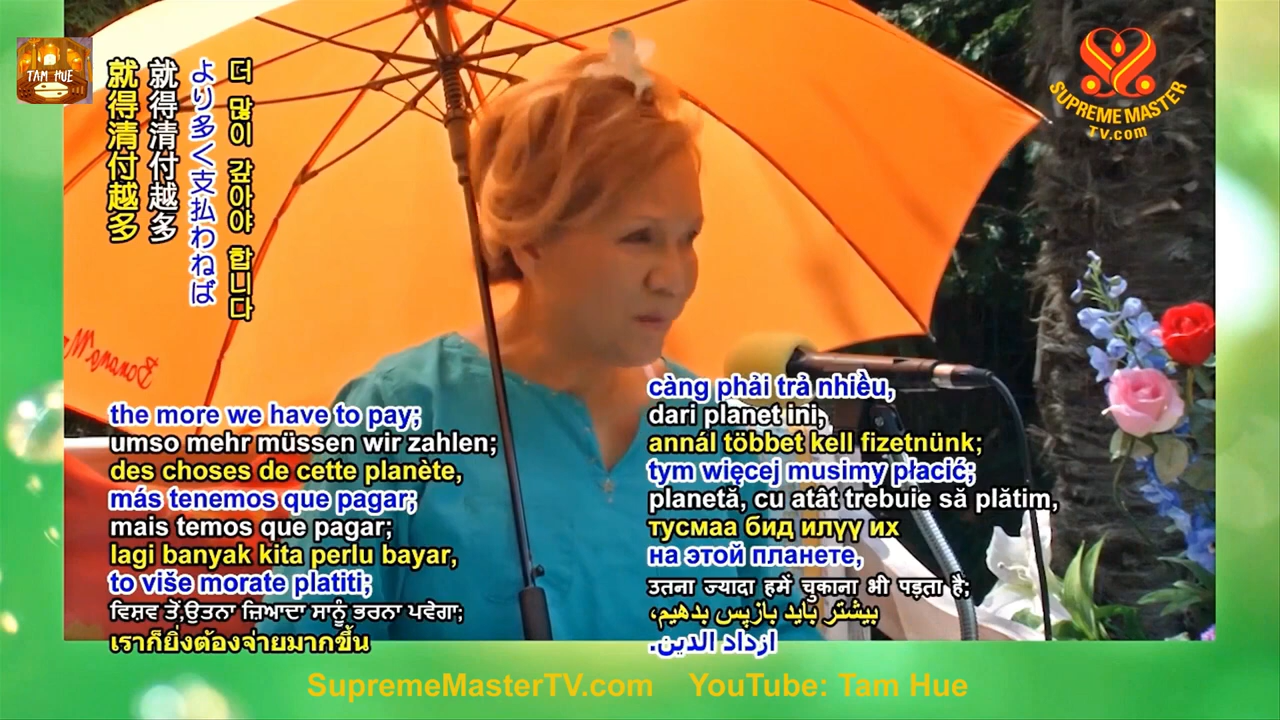 TAM HUE
就得清付越多
就得清付越多
より多く支払わねば
더 많이 갚아야 합니다
SUPREME MASTER
TV.com
the more we have to pay;
umso mehr müssen wir zahlen;
des choses de cette planète,
más tenemos que pagar;
mais temos que pagar;
lagi banyak kita perlu bayar,
to više morate platiti;
ਵਿਸ਼ਵ ਤੋਂ,ਉਤਨਾ ਜ਼ਿਆਦਾ ਸਾਨੂੰ ਭਰਨਾ ਪਵੇਗਾ;
เราก็ยิ่งต้องจ่ายมากขึ้น
càng phải trả nhiều,
dari planet ini,
annál többet kell fizetnünk;
tym więcej musimy płacić;
planetă, cu atât trebuie să plătim,
тусмаа бид илүү их
на этой планете,
उतना ज्यादा हमें चुकाना भी पड़ता है;
بیشتر باید بازپس بدهیم،
ازداد الدين.
SupremeMasterTV.com YouTube: Tam Hue